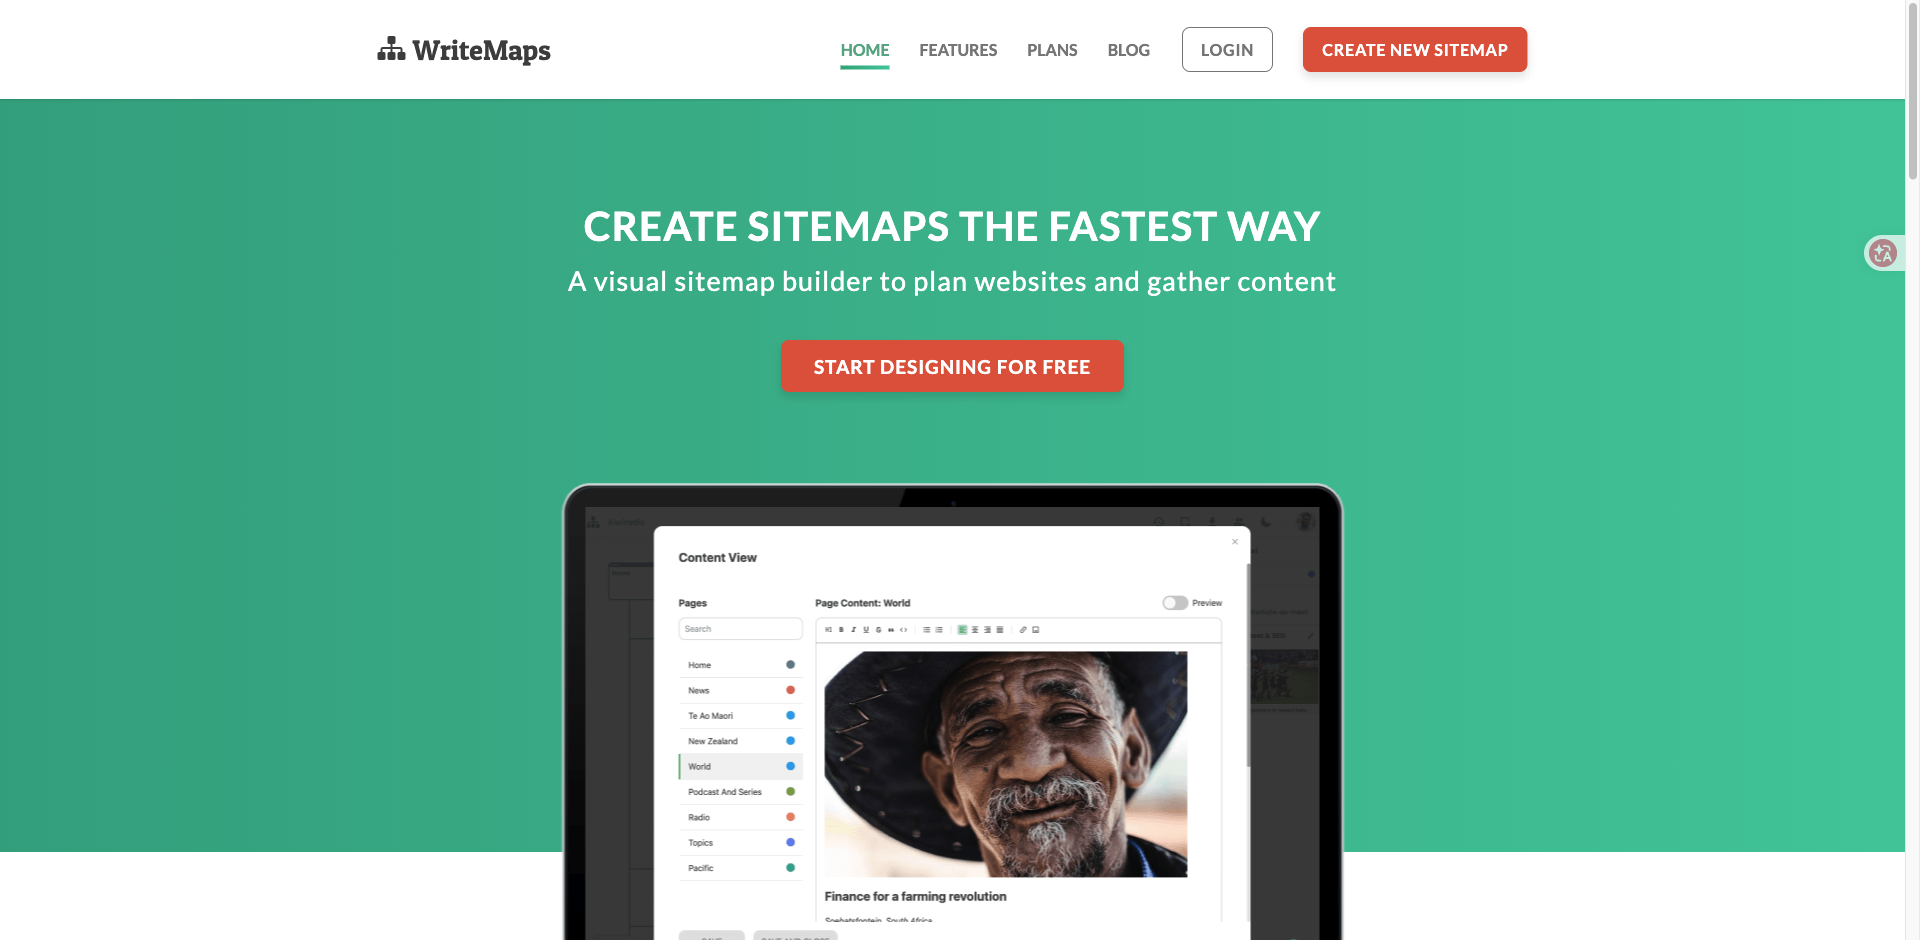 WriteMaps
HOME FEATURES PLANS BLOG LOGIN CREATE NEW SITEMAP
CREATE SITEMAPS THE FASTEST WAY
A visual sitemap builder to plan websites and gather content
START DESIGNING FOR FREE
Content View
Pages
Page Content: World
Preview
Search
Home
News
Te Ao Maori
New Zealand
World
Podcast And Series
Radio
Topics
Pacific
Finance for a farming revolution
South Africa